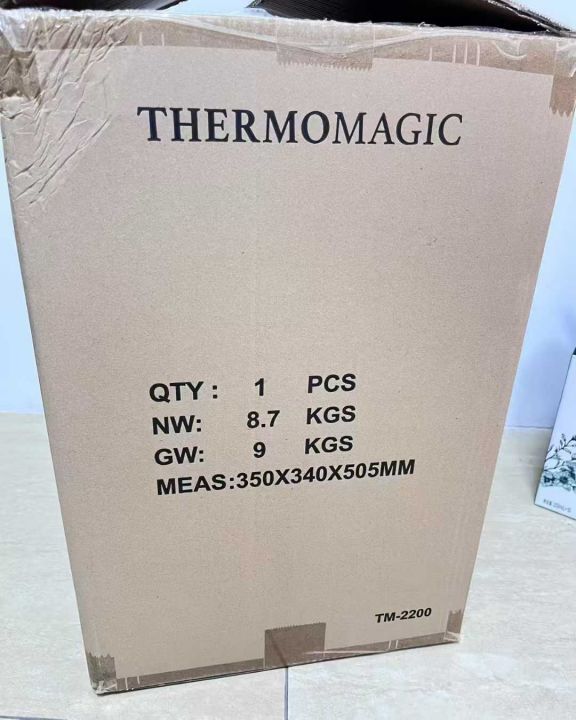 THERMOMAGIC
QTY : 1 PCS
NW: 8.7 KGS
GW: 9 KGS
MEAS:350X340X505MM
TM-2200